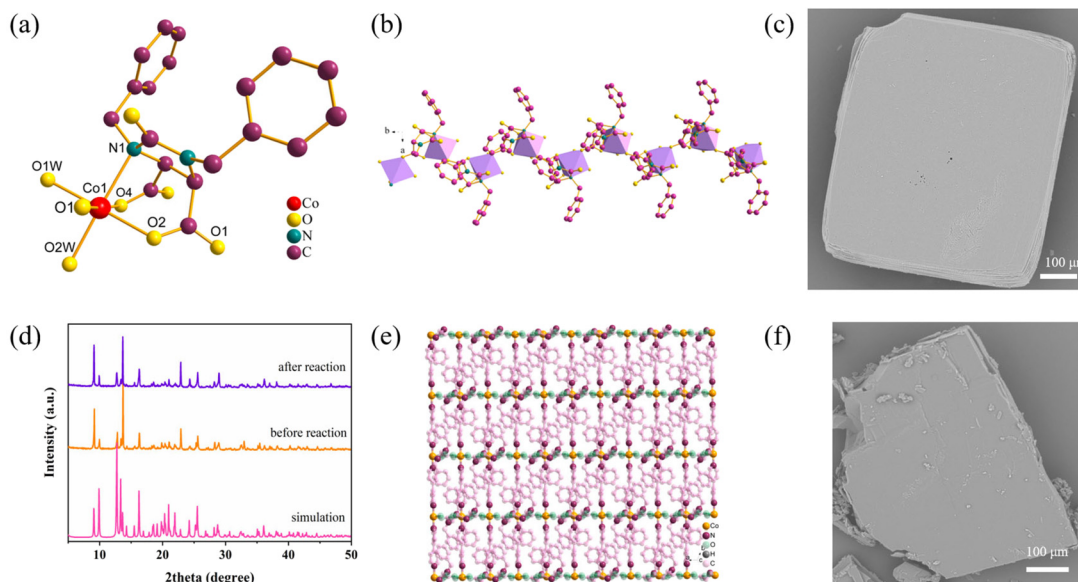 (a)
N1
O1W
Co1
O4
O1
O2
O1
O2W
Co
O
N
C
(b)
b
a
(c)
100 μm
(d)
Intensity (a.u.)
after reaction
before reaction
simulation
10
20
30
40
50
2theta (degree)
(e)
Co
N
O
H
C
(f)
100 μm